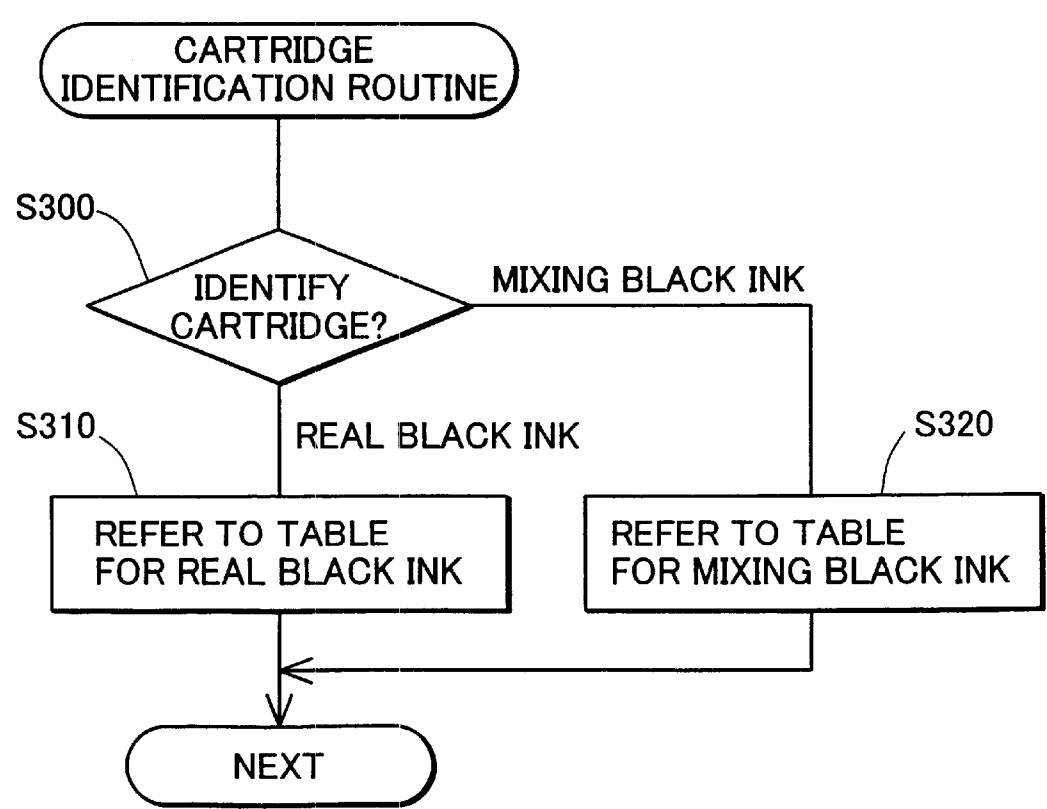 CARTRIDGE
IDENTIFICATION ROUTINE
S300
IDENTIFY
CARTRIDGE?
MIXING BLACK INK
S310
REAL BLACK INK
S320
REFER TO TABLE
FOR REAL BLACK INK
REFER TO TABLE
FOR MIXING BLACK INK
NEXT